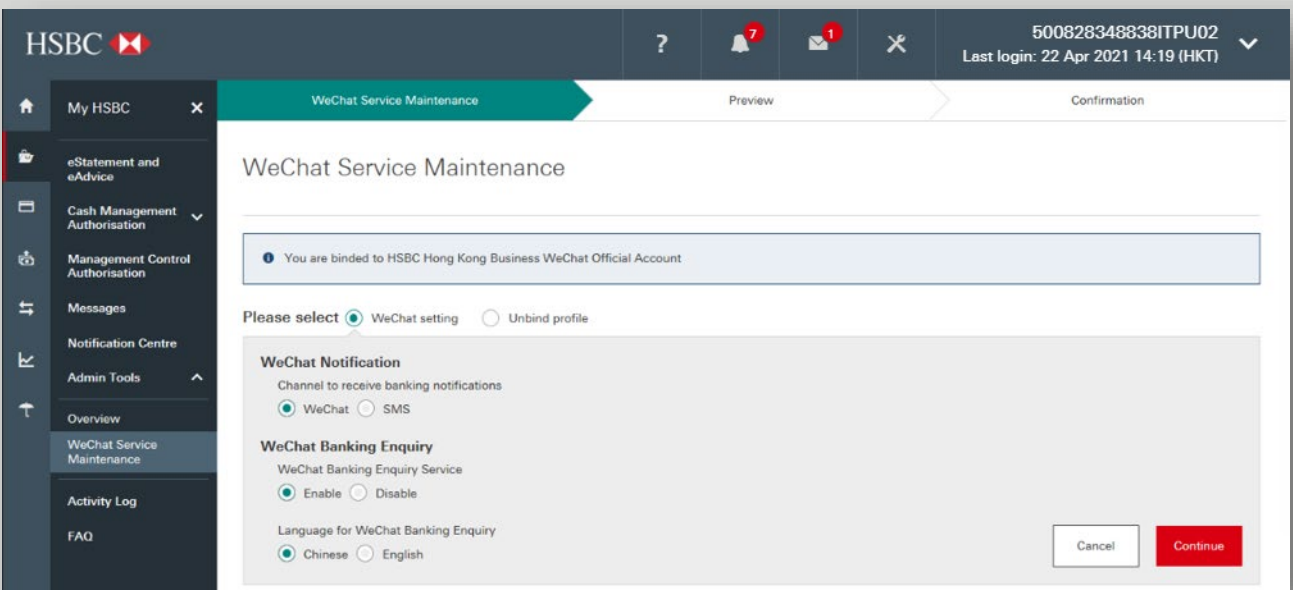 HSBC
?
7
1
500828348838ITPU02
Last login: 22 Apr 2021 14:19 (HKT)
My HSBC
eStatement and
eAdvice
Cash Management
Authorisation
Management Control
Authorisation
Messages
Notification Centre
Admin Tools
Overview
WeChat Service
Maintenance
Activity Log
FAQ
WeChat Service Maintenance
Preview
Confirmation
WeChat Service Maintenance
You are binded to HSBC Hong Kong Business WeChat Official Account
Please select WeChat setting Unbind profile
WeChat Notification
Channel to receive banking notifications
WeChat SMS
WeChat Banking Enquiry
WeChat Banking Enquiry Service
Enable Disable
Language for WeChat Banking Enquiry
Chinese English
Cancel
Continue